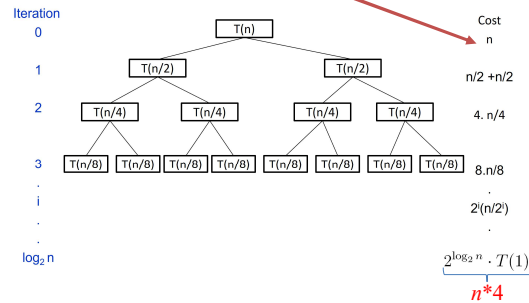 Iteration
Cost
0 T(n) n
1 T(n/2) T(n/2) n/2 +n/2
2 T(n/4) T(n/4) T(n/4) T(n/4) 4. n/4
3 T(n/8) T(n/8) T(n/8) T(n/8) T(n/8) T(n/8) T(n/8) T(n/8) 8.n/8
. .
i 2ⁱ(n/2ⁱ)
. .
.
log₂ n 2^{log₂ n} · T(1)
n*4